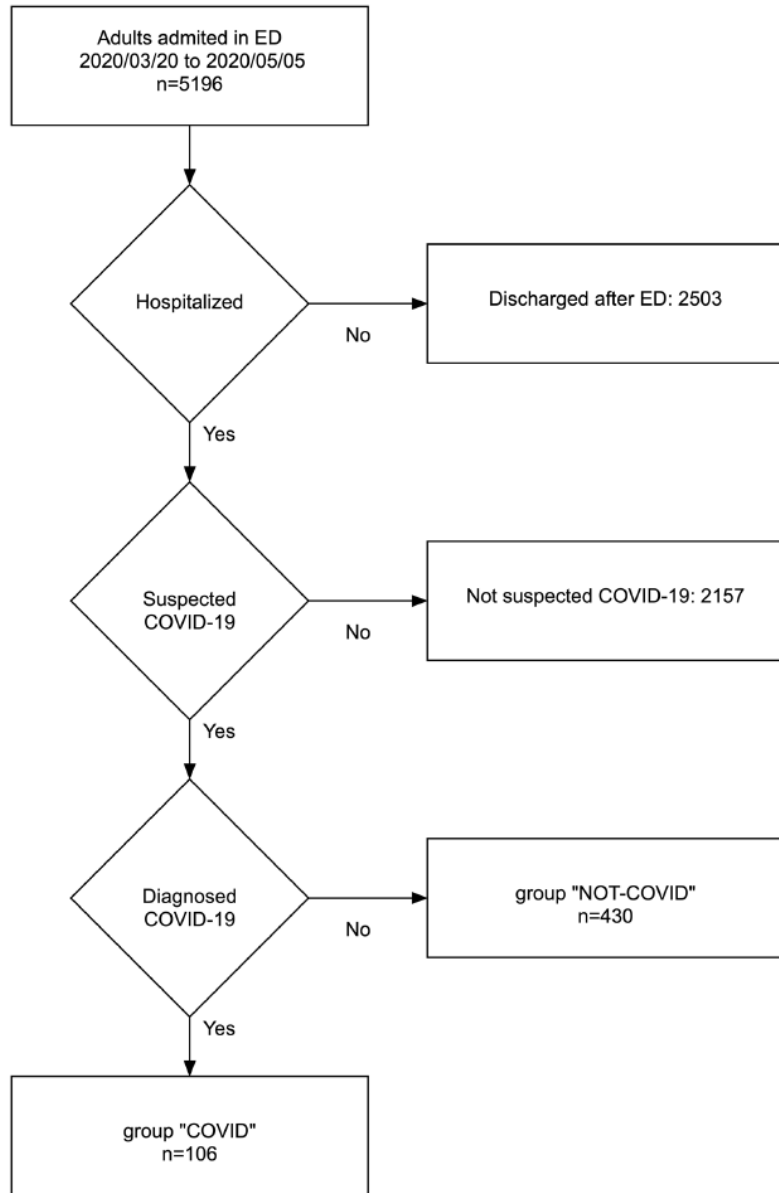 Adults admited in ED
2020/03/20 to 2020/05/05
n=5196
Hospitalized
No
Discharged after ED: 2503
Yes
Suspected
COVID-19
No
Not suspected COVID-19: 2157
Yes
Diagnosed
COVID-19
No
group "NOT-COVID"
n=430
Yes
group "COVID"
n=106